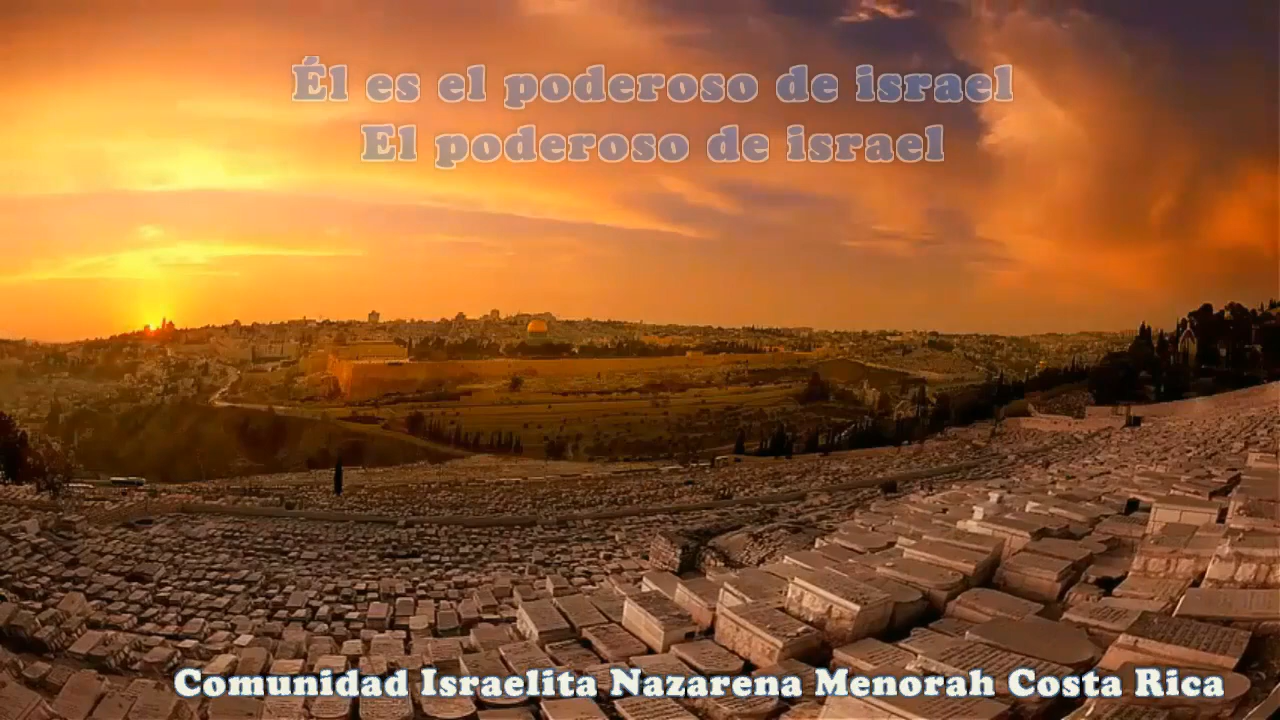 Él es el poderoso de israel
El poderoso de israel
Comunidad Israelita Nazarena Menorah Costa Rica